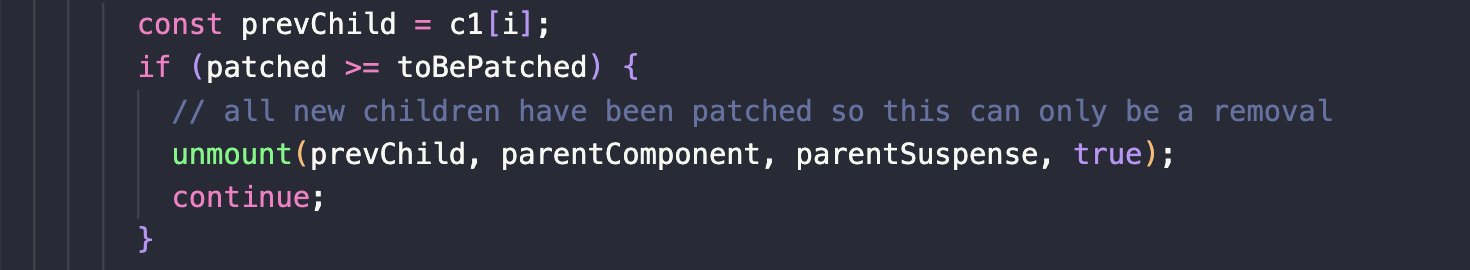 const prevChild = c1[i];
if (patched >= toBePatched) {
// all new children have been patched so this can only be a removal
unmount(prevChild, parentComponent, parentSuspense, true);
continue;
}